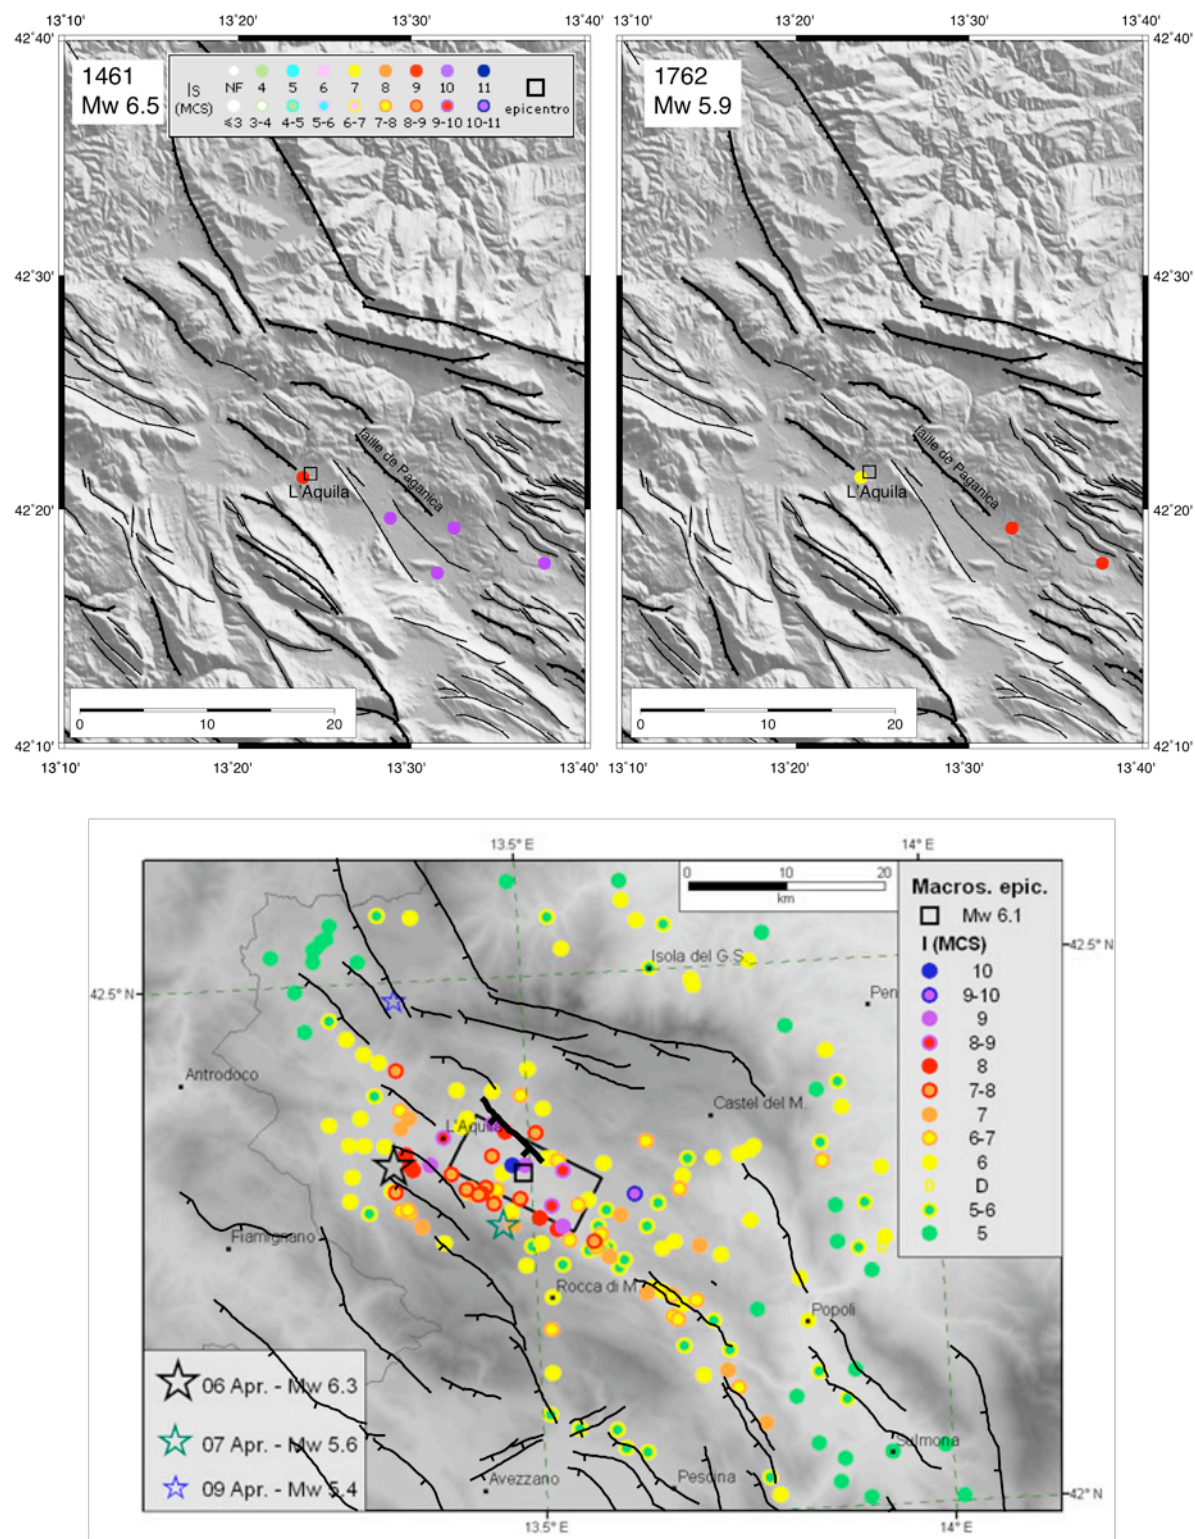 13°10' 13°20' 13°30' 13°40'
13°10' 13°20' 13°30' 13°40'
42°40'
42°40'
1461
Mw 6.5
Is
(MCS)
NF 4 5 6 7 8 9 10 11
≤3 3-4 4-5 5-6 6-7 7-8 8-9 9-10 10-11
epicentro
1762
Mw 5.9
42°30'
42°30'
faille de Paganica
faille de Paganica
L'Aquila
L'Aquila
42°20'
42°20'
0 10 20
0 10 20
42°10'
42°10'
13°10' 13°20' 13°30' 13°40'
13°10' 13°20' 13°30' 13°40'
13.5° E
14° E
0 10 20
km
Macros. epic.
Mw 6.1
I (MCS)
10
9-10
9
8-9
8
7-8
7
6-7
6
D D
5-6
5
42.5° N
42.5° N
Isola del G.S.
Pen
Antrodoco
Castel del M.
L'Aquila
Fiamignano
Rocca di M
Popoli
Sulmona
Avezzano
Pescina
06 Apr. - Mw 6.3
07 Apr. - Mw 5.6
09 Apr. - Mw 5.4
42° N
13.5° E
14° E